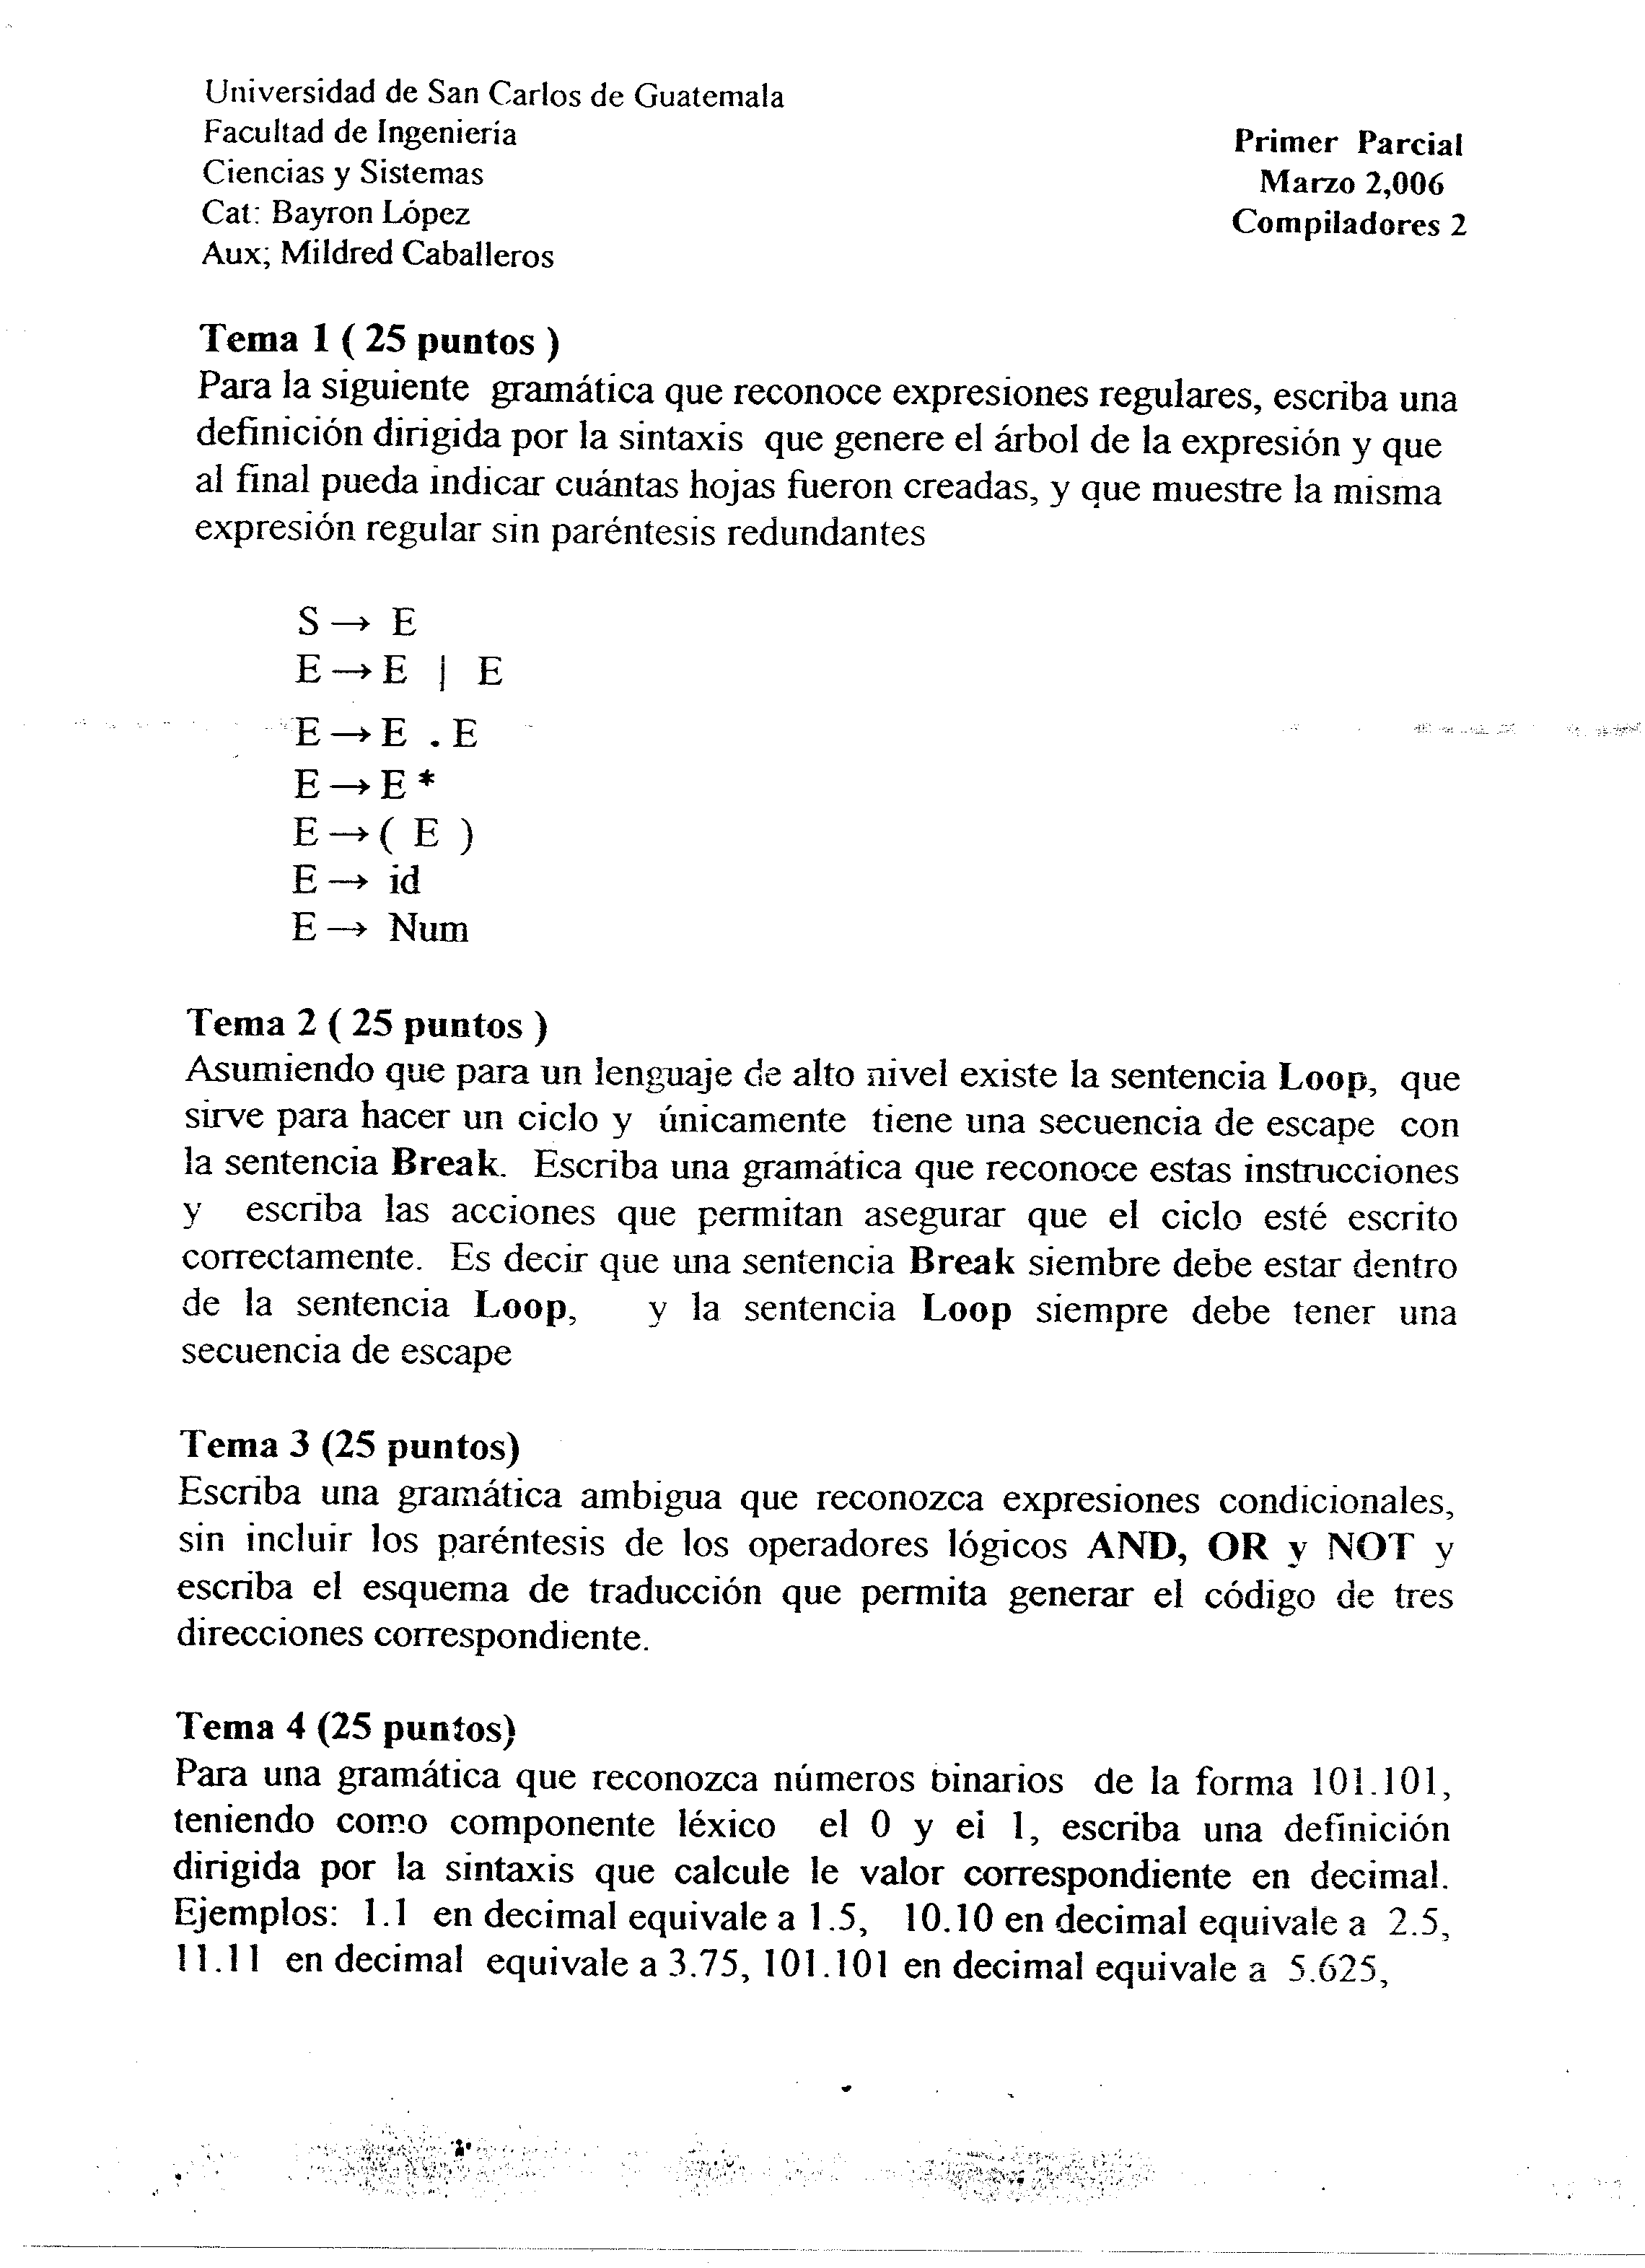 Universidad de San Carlos de Guatemala
Facultad de Ingeniería
Ciencias y Sistemas
Cat: Bayron López
Aux; Mildred Caballeros
Primer Parcial
Marzo 2,006
Compiladores 2
Tema 1 ( 25 puntos )
Para la siguiente gramática que reconoce expresiones regulares, escriba una
definición dirigida por la sintaxis que genere el árbol de la expresión y que
al final pueda indicar cuántas hojas fueron creadas, y que muestre la misma
expresión regular sin paréntesis redundantes
S → E
E → E | E
E → E . E
E → E *
E → ( E )
E → id
E → Num
Tema 2 ( 25 puntos )
Asumiendo que para un lenguaje de alto nivel existe la sentencia Loop, que
sirve para hacer un ciclo y únicamente tiene una secuencia de escape con
la sentencia Break. Escriba una gramática que reconoce estas instrucciones
y escriba las acciones que permitan asegurar que el ciclo esté escrito
correctamente. Es decir que una sentencia Break siembre debe estar dentro
de la sentencia Loop, y la sentencia Loop siempre debe tener una
secuencia de escape
Tema 3 (25 puntos)
Escriba una gramática ambigua que reconozca expresiones condicionales,
sin incluir los paréntesis de los operadores lógicos AND, OR y NOT y
escriba el esquema de traducción que permita generar el código de tres
direcciones correspondiente.
Tema 4 (25 puntos)
Para una gramática que reconozca números binarios de la forma 101.101,
teniendo como componente léxico el 0 y el 1, escriba una definición
dirigida por la sintaxis que calcule le valor correspondiente en decimal.
Ejemplos: 1.1 en decimal equivale a 1.5, 10.10 en decimal equivale a 2.5,
11.11 en decimal equivale a 3.75, 101.101 en decimal equivale a 5.625,